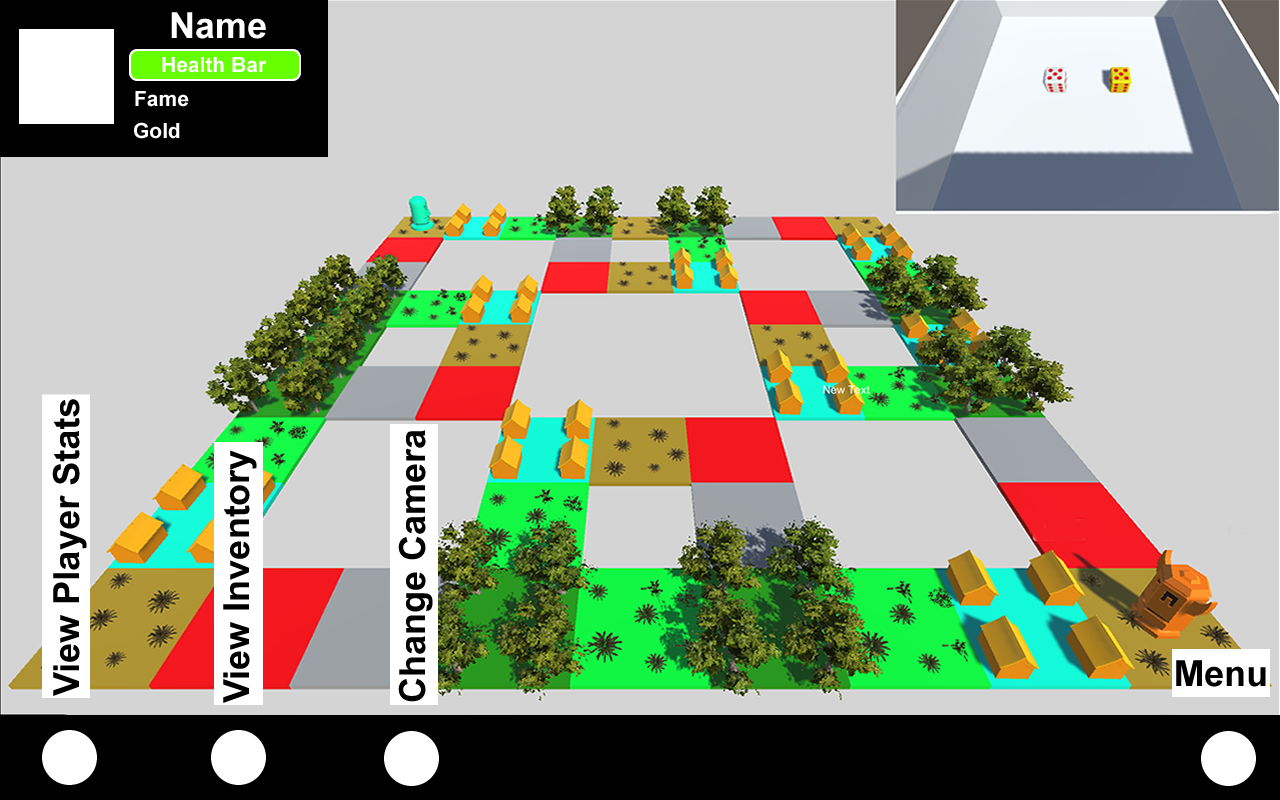 Name
Health Bar
Fame
Gold
New Text
View Player Stats
View Inventory
Change Camera
Menu